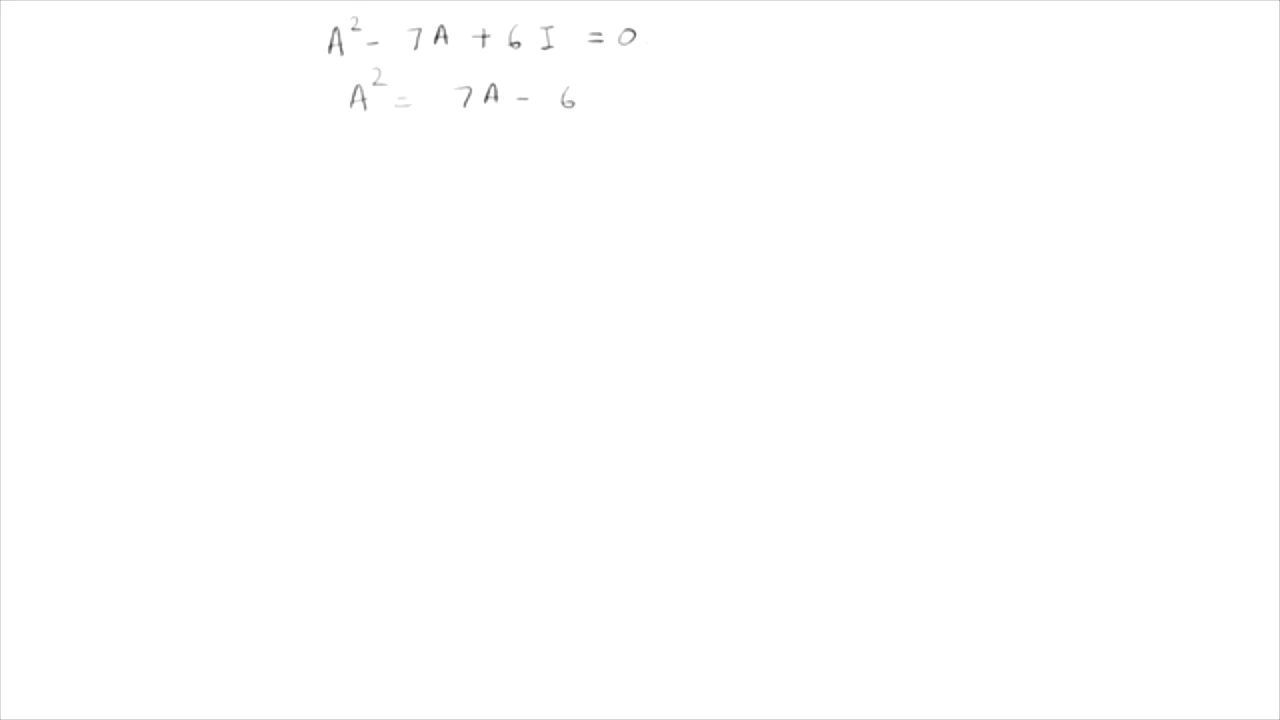 A² - 7A + 6I = 0
A² = 7A - 6